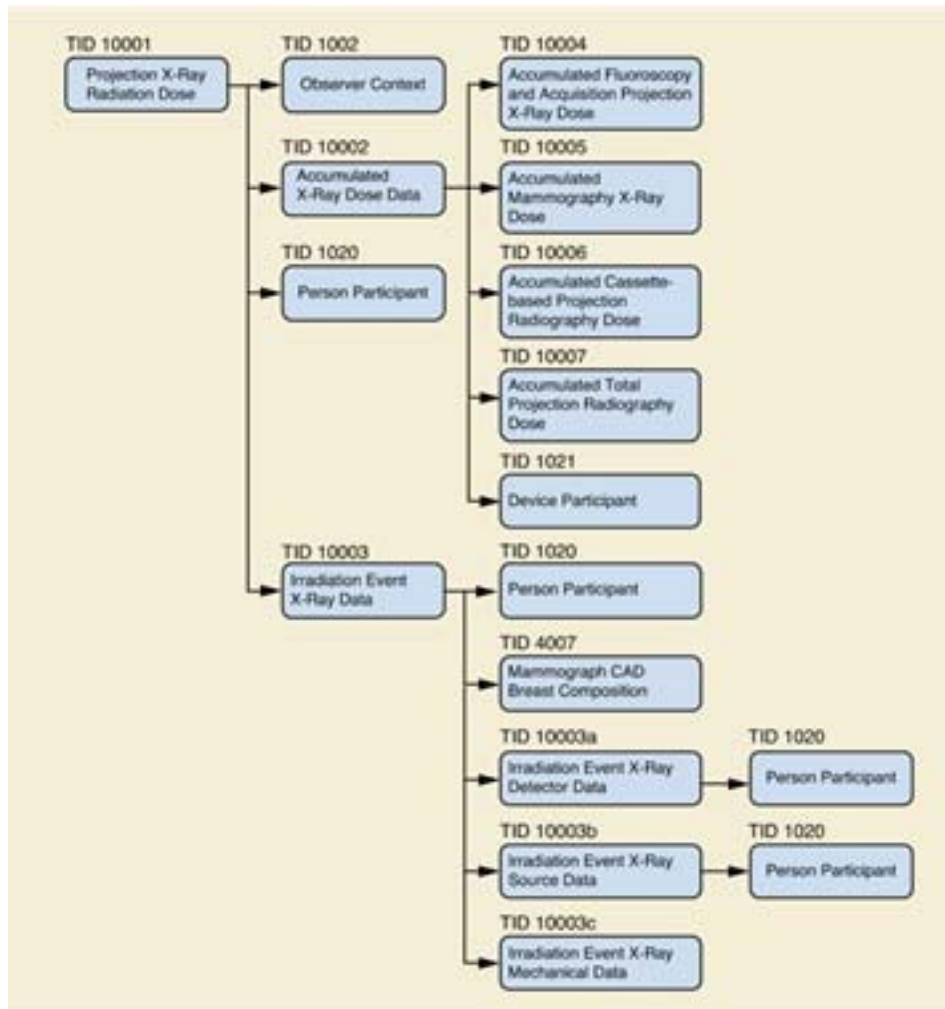 TID 10001
Projection X-Ray
Radiation Dose
TID 1002
Observer Context
TID 10002
Accumulated
X-Ray Dose Data
TID 1020
Person Participant
TID 10004
Accumulated Fluoroscopy
and Acquisition Projection
X-Ray Dose
TID 10005
Accumulated
Mammography X-Ray
Dose
TID 10006
Accumulated Cassette-
based Projection
Radiography Dose
TID 10007
Accumulated Total
Projection Radiography
Dose
TID 1021
Device Participant
TID 10003
Irradiation Event
X-Ray Data
TID 1020
Person Participant
TID 4007
Mammograph CAD
Breast Composition
TID 10003a
Irradiation Event X-Ray
Detector Data
TID 1020
Person Participant
TID 10003b
Irradiation Event X-Ray
Source Data
TID 1020
Person Participant
TID 10003c
Irradiation Event X-Ray
Mechanical Data